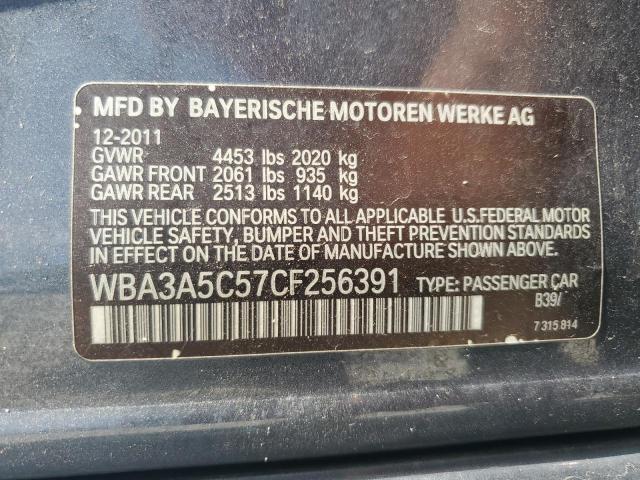 MFD BY BAYERISCHE MOTOREN WERKE AG
12-2011
GVWR 4453 lbs 2020 kg
GAWR FRONT 2061 lbs 935 kg
GAWR REAR 2513 lbs 1140 kg
THIS VEHICLE CONFORMS TO ALL APPLICABLE U.S.FEDERAL MOTOR
VEHICLE SAFETY, BUMPER AND THEFT PREVENTION STANDARDS
IN EFFECT ON THE DATE OF MANUFACTURE SHOWN ABOVE.
WBA3A5C57CF256391 TYPE: PASSENGER CAR
B39/
7 315 814